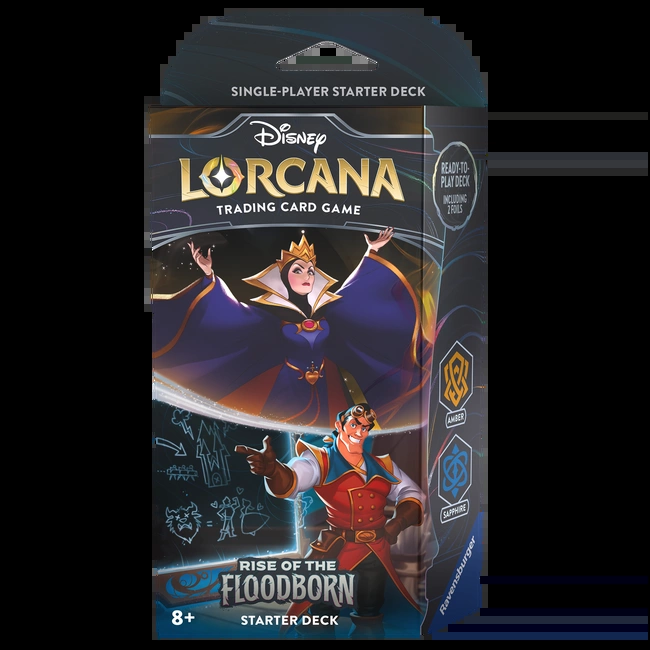 SINGLE-PLAYER STARTER DECK
Disney
LORCANA
TRADING CARD GAME
READY-TO-
PLAY DECK
INCLUDING
2 FOILS
AMBER
SAPPHIRE
RISE OF THE
FLOODBORN
8+
STARTER DECK
Ravensburger